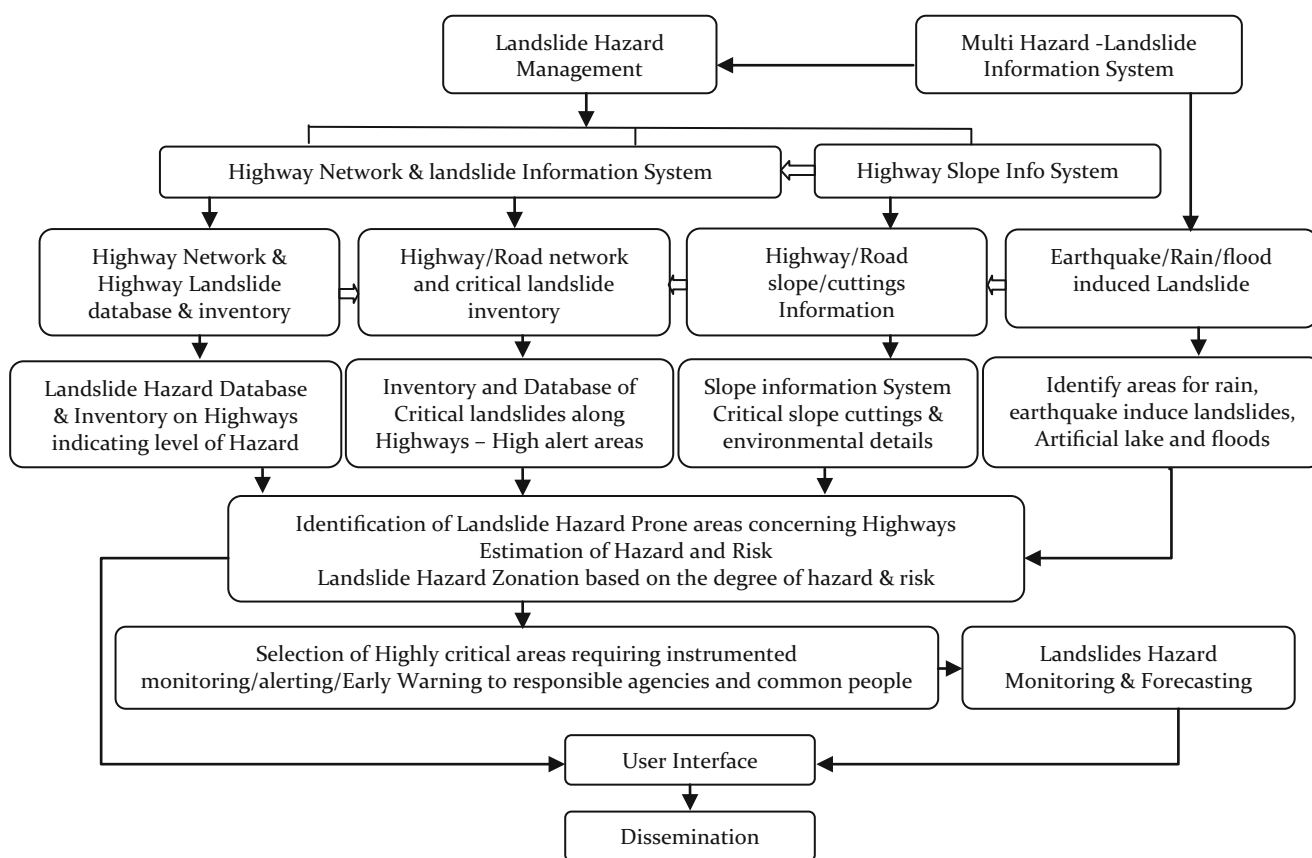 Landslide Hazard
Management
Multi Hazard -Landslide
Information System
Highway Network & landslide Information System
Highway Slope Info System
Highway Network &
Highway Landslide
database & inventory
Highway/Road network
and critical landslide
inventory
Highway/Road
slope/cuttings
Information
Earthquake/Rain/flood
induced Landslide
Landslide Hazard Database
& Inventory on Highways
indicating level of Hazard
Inventory and Database of
Critical landslides along
Highways – High alert areas
Slope information System
Critical slope cuttings &
environmental details
Identify areas for rain,
earthquake induce landslides,
Artificial lake and floods
Identification of Landslide Hazard Prone areas concerning Highways
Estimation of Hazard and Risk
Landslide Hazard Zonation based on the degree of hazard & risk
Selection of Highly critical areas requiring instrumented
monitoring/alerting/Early Warning to responsible agencies and common people
Landslides Hazard
Monitoring & Forecasting
User Interface
Dissemination